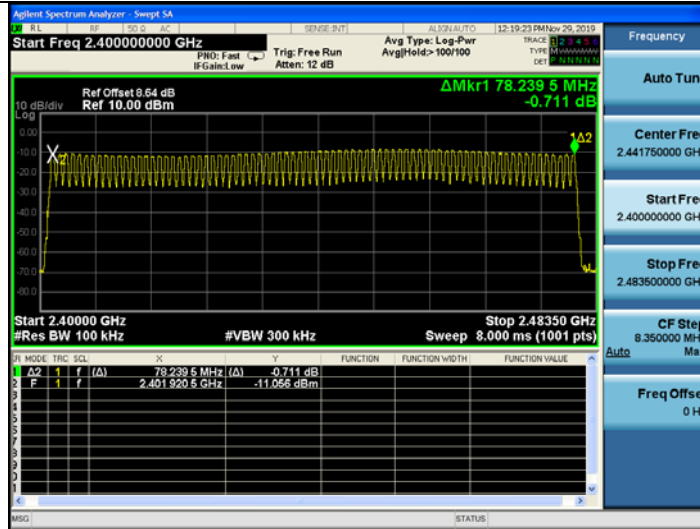 Agilent Spectrum Analyzer - Swept SA
RL RF 50 Ω AC SENSE:INT ALIGN AUTO 12:19:23 PM Nov 29, 2019
Start Freq 2.400000000 GHz
PNO: Fast
IFGain:Low
Trig: Free Run
Atten: 12 dB
Avg Type: Log-Pwr
Avg|Hold:>100/100
TRACE 1 2 3 4 5 6
TYPE M
DET P N N N N N
Frequency
Auto Tun
Center Fre
2.441750000 GH
Start Fre
2.400000000 GH
Stop Fre
2.483500000 GH
CF Step
8.350000 MH
Auto Ma
Freq Offse
0 H
Ref Offset 8.64 dB
Ref 10.00 dBm
ΔMkr1 78.239 5 MHz
-0.711 dB
10 dB/div
Log
0.00
-10.0
-20.0
-30.0
-40.0
-50.0
-60.0
-70.0
-80.0
2
1Δ2
Start 2.40000 GHz
Stop 2.48350 GHz
#Res BW 100 kHz #VBW 300 kHz Sweep 8.000 ms (1001 pts)
MODE TRC SCL X Y FUNCTION FUNCTION WIDTH FUNCTION VALUE
1 Δ2 1 f (Δ) 78.239 5 MHz (Δ) -0.711 dB
2 F 1 f 2.401 920 5 GHz -11.056 dBm
3
4
5
6
7
8
9
MSG STATUS